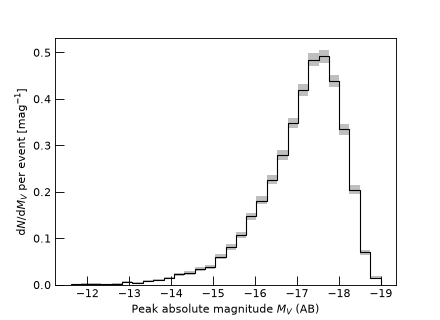 0.5
0.4
0.3
0.2
0.1
0.0
dN/dM_V per event [mag⁻¹]
−12 −13 −14 −15 −16 −17 −18 −19
Peak absolute magnitude M_V (AB)